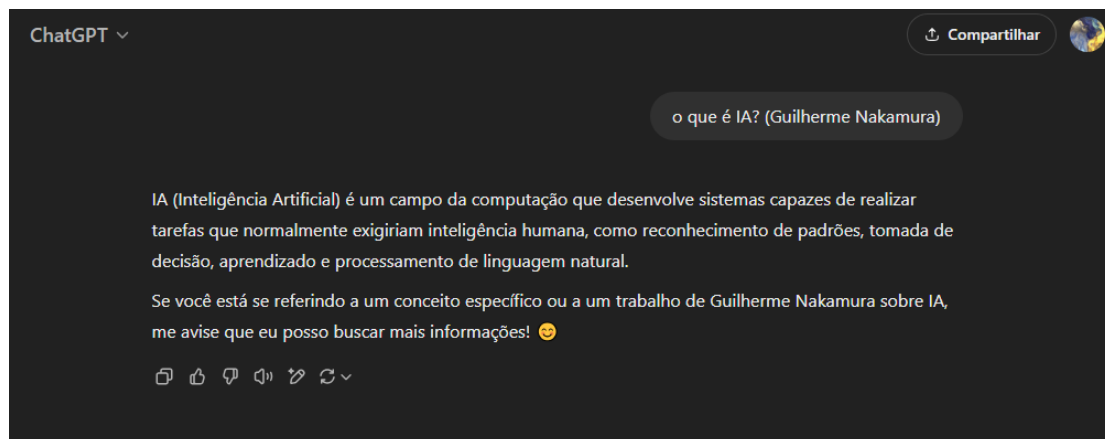 ChatGPT
Compartilhar
o que é IA? (Guilherme Nakamura)
IA (Inteligência Artificial) é um campo da computação que desenvolve sistemas capazes de realizar
tarefas que normalmente exigiriam inteligência humana, como reconhecimento de padrões, tomada de
decisão, aprendizado e processamento de linguagem natural.
Se você está se referindo a um conceito específico ou a um trabalho de Guilherme Nakamura sobre IA,
me avise que eu posso buscar mais informações! 😊